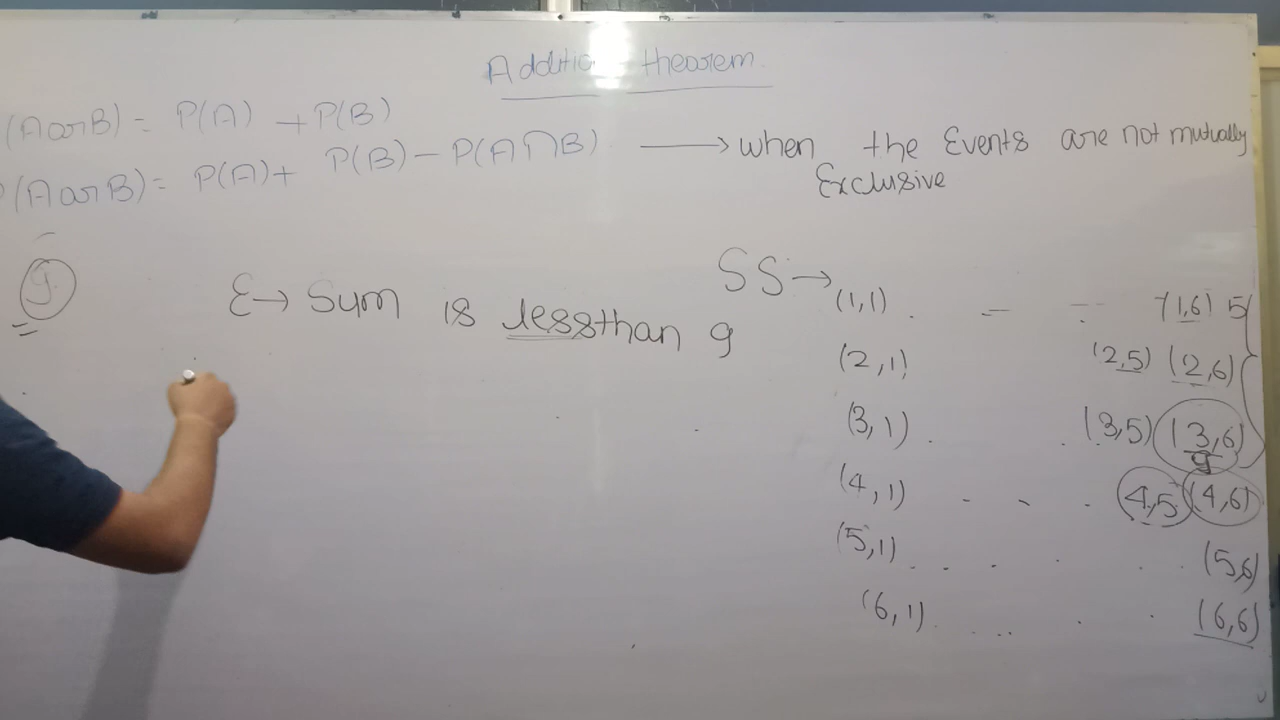 Addition theorem
(A or B) = P(A) + P(B)
P(A or B) = P(A) + P(B) - P(A∩B) → when the Events are not mutually
Exclusive
9
E → Sum is lessthan 9
SS → (1,1) . - - (1,6) 5
(2,1) (2,5) (2,6)
(3,1) . . (3,5) (3,6)
9
(4,1) - - . (4,5) (4,6)
(5,1) . . . . . . (5,6)
(6,1) . . . . . . (6,6)